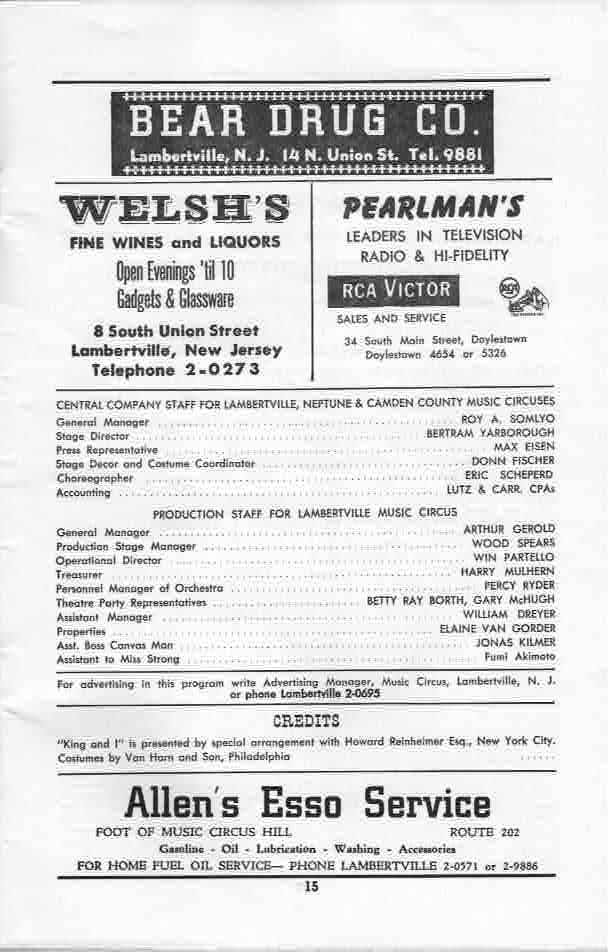 BEAR DRUG CO.
Lambertville, N. J. 14 N. Union St. Tel. 9881
WELSH'S
FINE WINES and LIQUORS
Open Evenings 'til 10
Gadgets & Glassware
8 South Union Street
Lambertville, New Jersey
Telephone 2-0273
PEARLMAN'S
LEADERS IN TELEVISION
RADIO & HI-FIDELITY
RCA VICTOR
RCA
SALES AND SERVICE
34 South Main Street, Doylestown
Doylestown 4654 or 5326
CENTRAL COMPANY STAFF FOR LAMBERTVILLE, NEPTUNE & CAMDEN COUNTY MUSIC CIRCUSES
General Manager ROY A. SOMLYO
Stage Director BERTRAM YARBOROUGH
Press Representative MAX EISEN
Stage Decor and Costume Coordinator DONN FISCHER
Choreographer ERIC SCHEPERD
Accounting LUTZ & CARR. CPAs
PRODUCTION STAFF FOR LAMBERTVILLE MUSIC CIRCUS
General Manager ARTHUR GEROLD
Production Stage Manager WOOD SPEARS
Operational Director WIN PARTELLO
Treasurer HARRY MULHERN
Personnel Manager of Orchestra PERCY RYDER
Theatre Party Representatives BETTY RAY BORTH, GARY McHUGH
Assistant Manager WILLIAM DREYER
Properties ELAINE VAN GORDER
Asst. Boss Canvas Man JONAS KILMER
Assistant to Miss Strong Fumi Akimoto
For advertising in this program write Advertising Manager, Music Circus, Lambertville, N. J.
or phone Lambertville 2-0695
CREDITS
"King and I" is presented by special arrangement with Howard Reinheimer Esq., New York City.
Costumes by Van Horn and Son, Philadelphia
Allen's Esso Service
FOOT OF MUSIC CIRCUS HILL ROUTE 202
Gasoline - Oil - Lubrication - Washing - Accessories
FOR HOME FUEL OIL SERVICE— PHONE LAMBERTVILLE 2-0571 or 2-9886
15